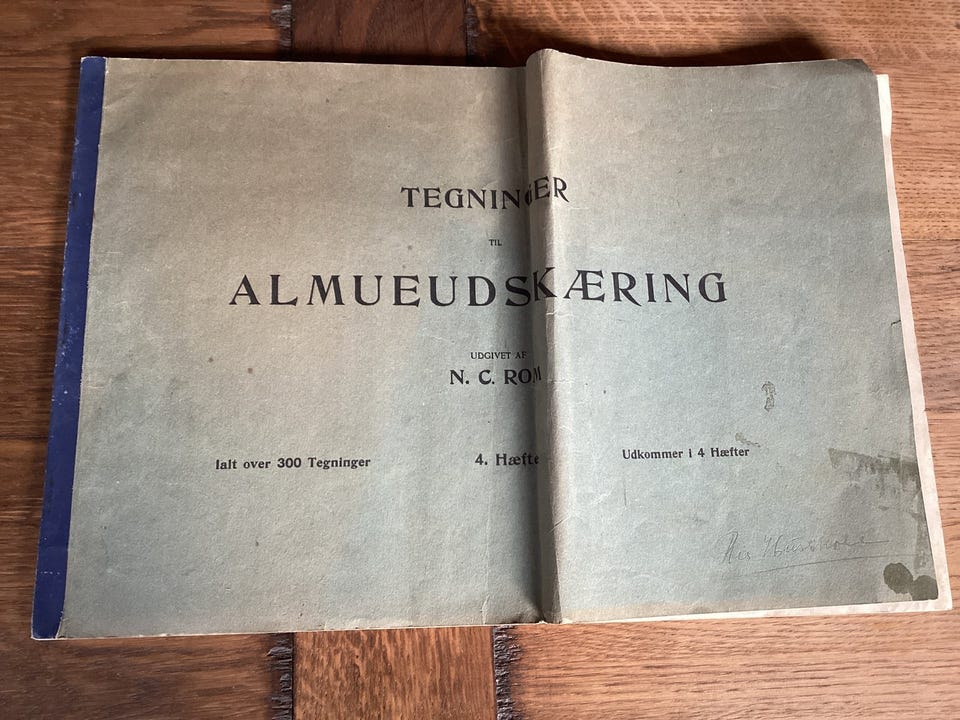 TEGNINGER
TIL
ALMUEUDSKÆRING
UDGIVET AF
N. C. ROM
Ialt over 300 Tegninger
4. Hæfte
Udkommer i 4 Hæfter